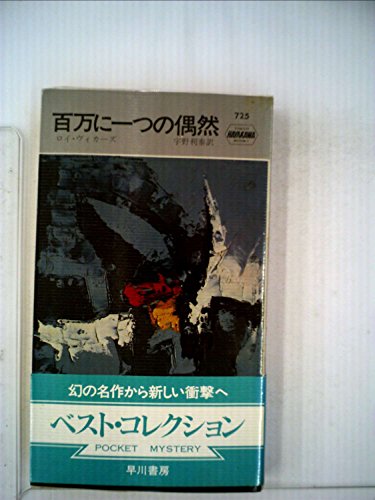 百万に一つの偶然
725
ロイ・ヴィカーズ
宇野利泰訳
HAYAKAWA
幻の名作から新しい衝撃へ
ベスト・コレクション
POCKET MYSTERY
早川書房